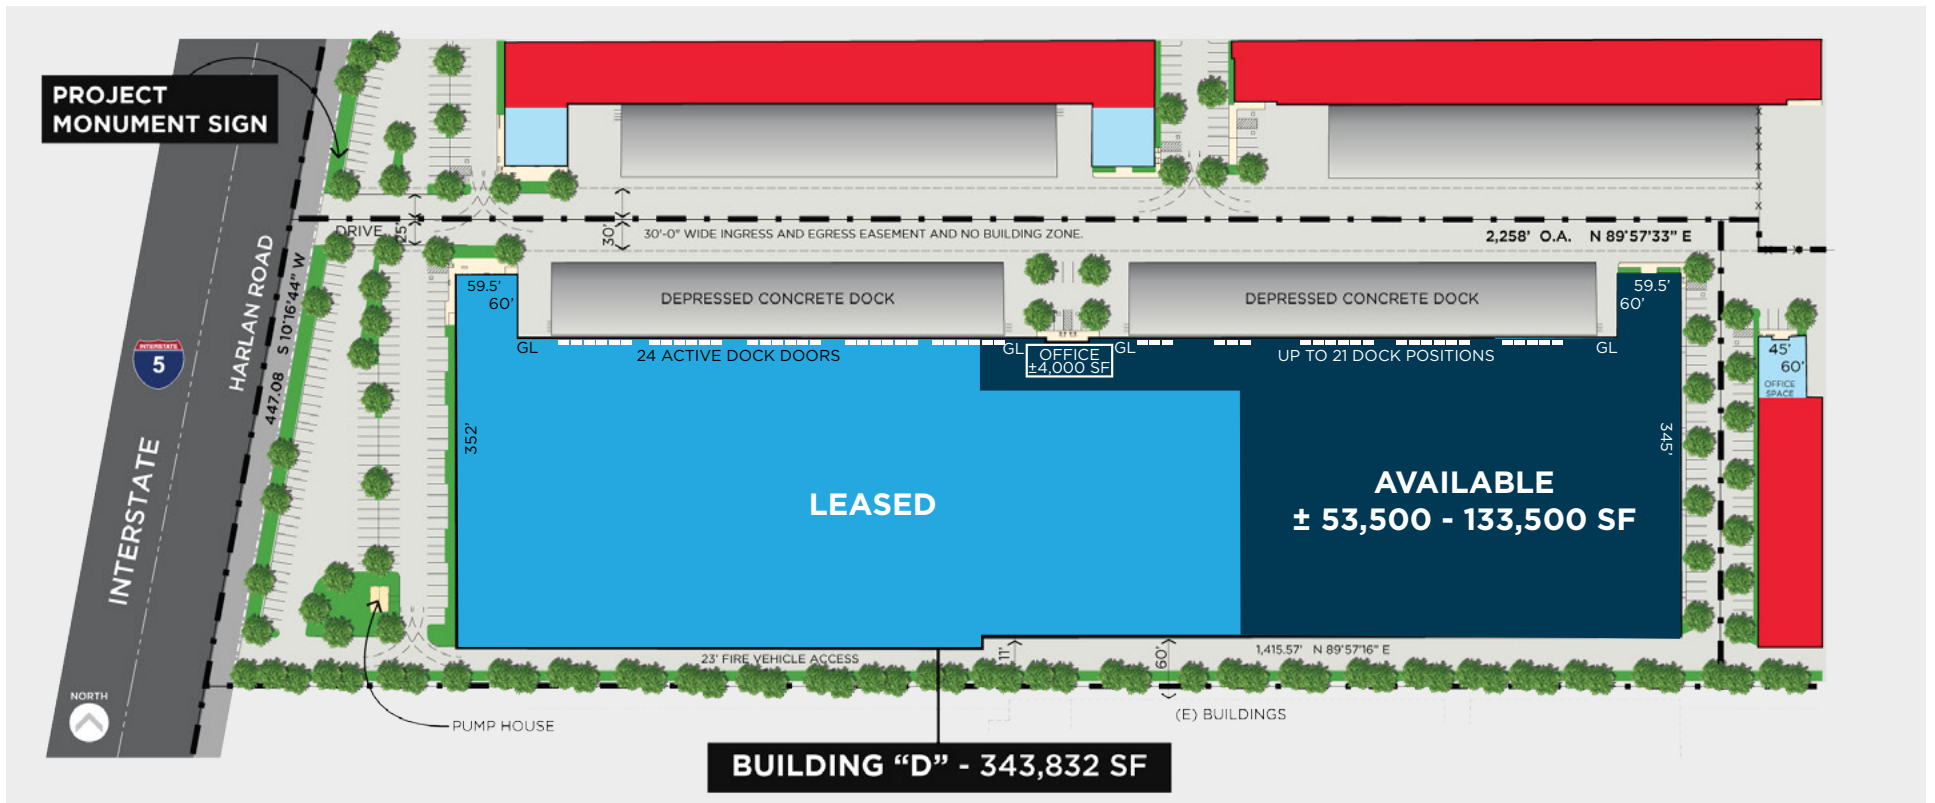 PROJECT
MONUMENT SIGN
DRIVE
25'
30'
30'-0" WIDE INGRESS AND EGRESS EASEMENT AND NO BUILDING ZONE.
2,258' O.A. N 89°57'33" E
HARLAN ROAD
447.08 S 10°16'44" W
INTERSTATE
5
INTERSTATE
59.5'
60'
DEPRESSED CONCRETE DOCK
DEPRESSED CONCRETE DOCK
59.5'
60'
GL
24 ACTIVE DOCK DOORS
GL
OFFICE
±4,000 SF
GL
UP TO 21 DOCK POSITIONS
GL
45'
60'
OFFICE
SPACE
352'
345'
LEASED
AVAILABLE
± 53,500 - 133,500 SF
23' FIRE VEHICLE ACCESS
11'
60'
1,415.57' N 89°57'16" E
NORTH
PUMP HOUSE
(E) BUILDINGS
BUILDING “D” - 343,832 SF